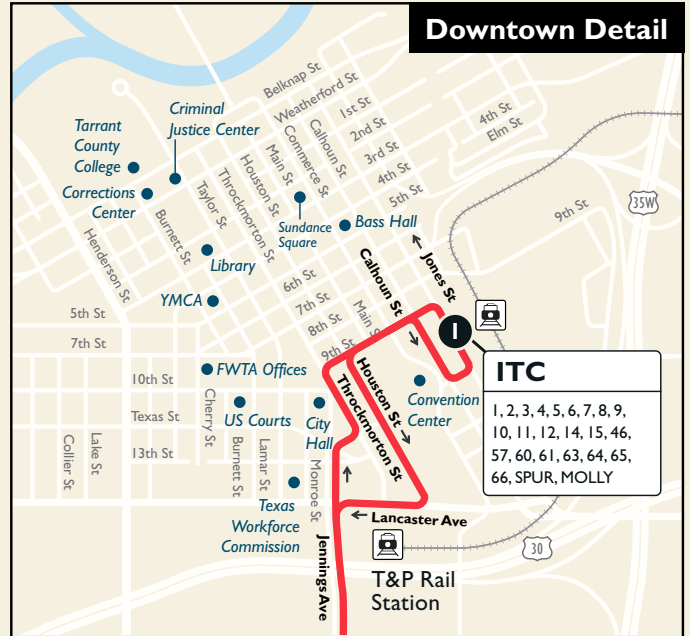 Downtown Detail
Belknap St
Weatherford St
1st St
2nd St
3rd St
4th St
5th St
4th St
Elm St
9th St
35W
Criminal
Justice Center
Tarrant
County
College
Corrections
Center
Calhoun St
Commerce St
Main St
Houston St
Throckmorton St
Taylor St
Burnett St
Henderson St
Sundance
Square
Bass Hall
Library
YMCA
6th St
7th St
8th St
9th St
Main St
Calhoun St
Jones St
5th St
7th St
1
ITC
1, 2, 3, 4, 5, 6, 7, 8, 9,
10, 11, 12, 14, 15, 46,
57, 60, 61, 63, 64, 65,
66, SPUR, MOLLY
FWTA Offices
10th St
Texas St
13th St
US Courts
City
Hall
Convention
Center
Houston St
Throckmorton St
Cherry St
Burnett St
Lamar St
Monroe St
Collier St
Lake St
Texas
Workforce
Commission
Lancaster Ave
Jennings Ave
30
T&P Rail
Station